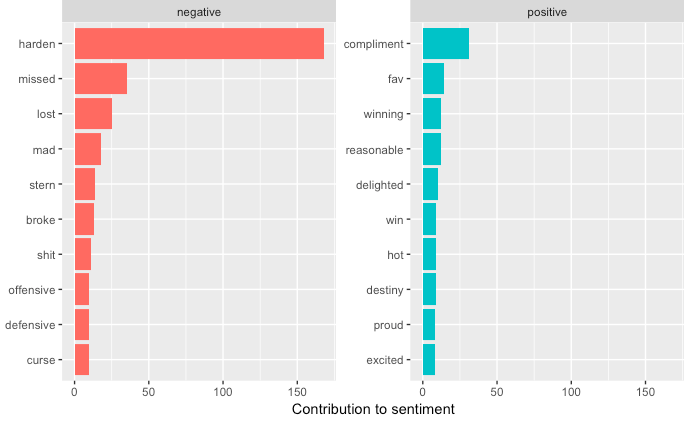 negative
positive
harden
missed
lost
mad
stern
broke
shit
offensive
defensive
curse
compliment
fav
winning
reasonable
delighted
win
hot
destiny
proud
excited
0 50 100 150
0 50 100 150
Contribution to sentiment